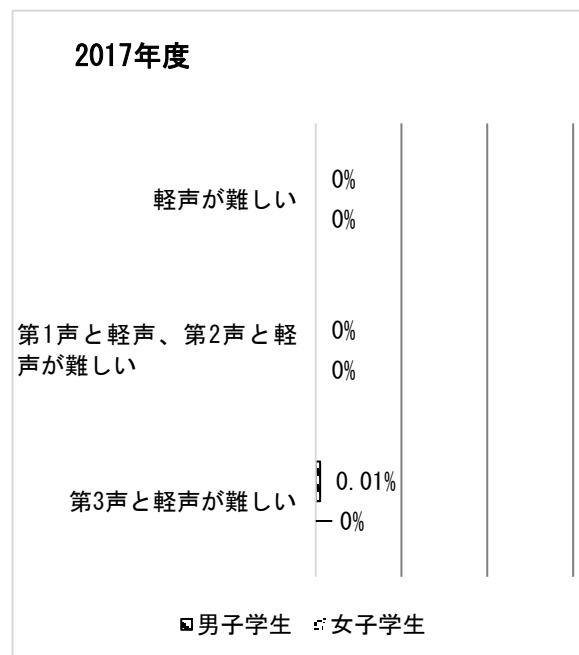 2017年度
軽声が難しい
0%
0%
第1声と軽声、第2声と軽
声が難しい
0%
0%
第3声と軽声が難しい
0.01%
0%
男子学生 女子学生